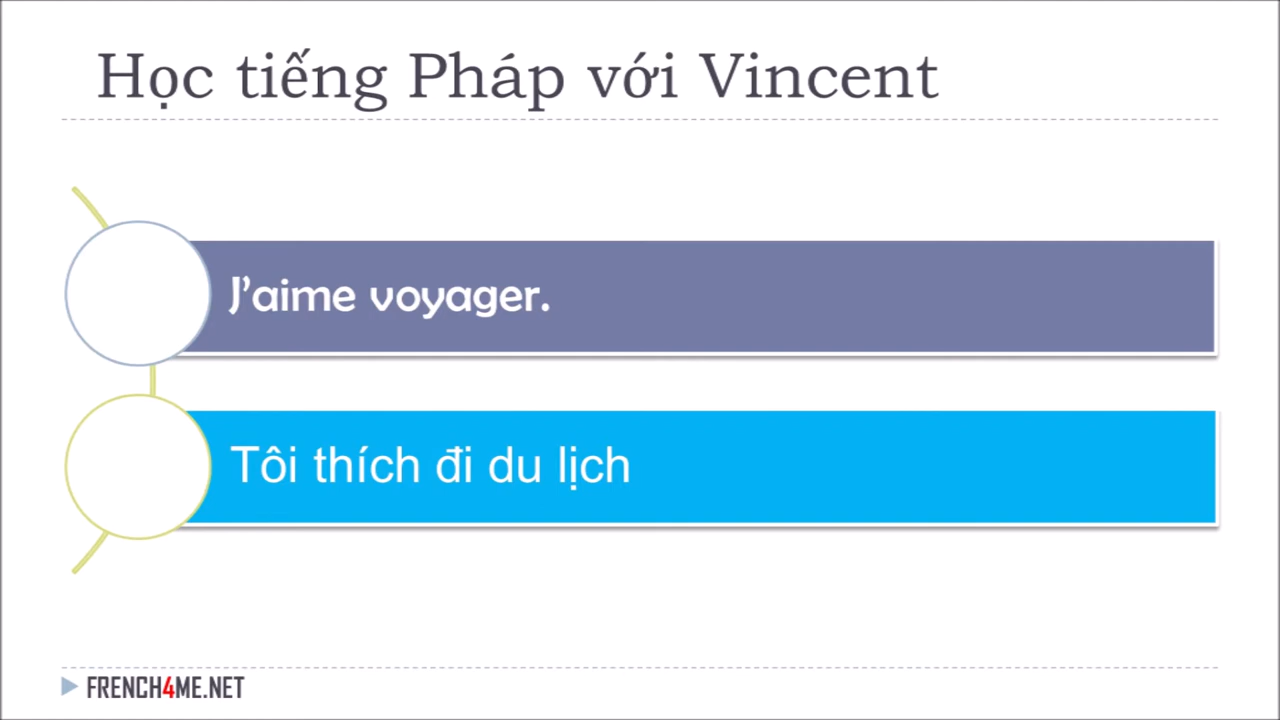 Học tiếng Pháp với Vincent
J’aime voyager.
Tôi thích đi du lịch
FRENCH4ME.NET